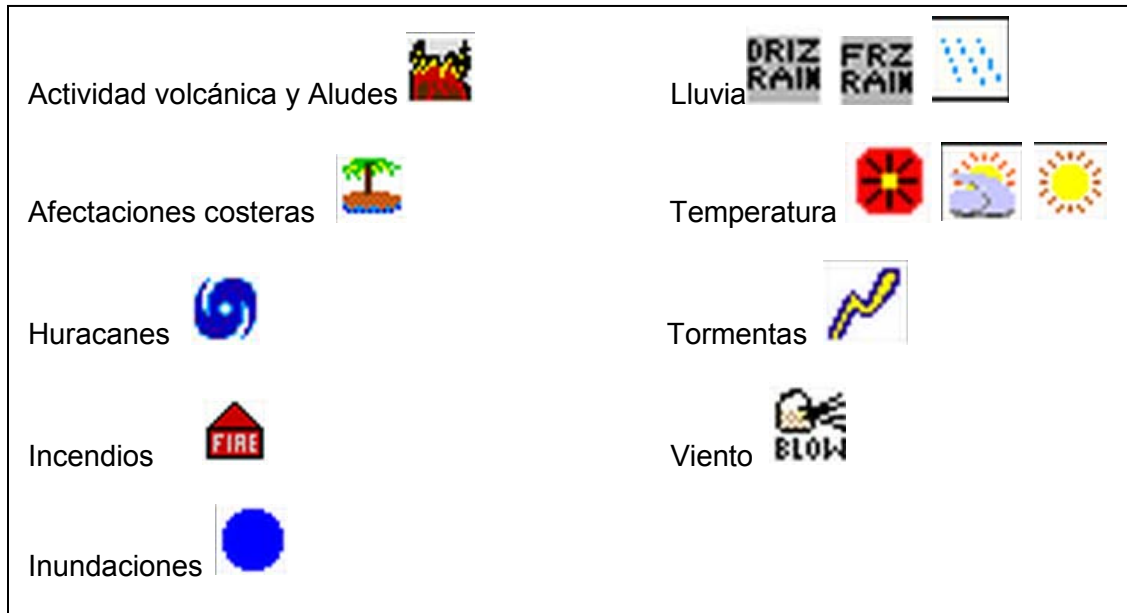 Actividad volcánica y Aludes
Afectaciones costeras
Huracanes
Incendios FIRE
Inundaciones
Lluvia DRIZ RAIN FRZ RAIN
Temperatura
Tormentas
Viento BLOW